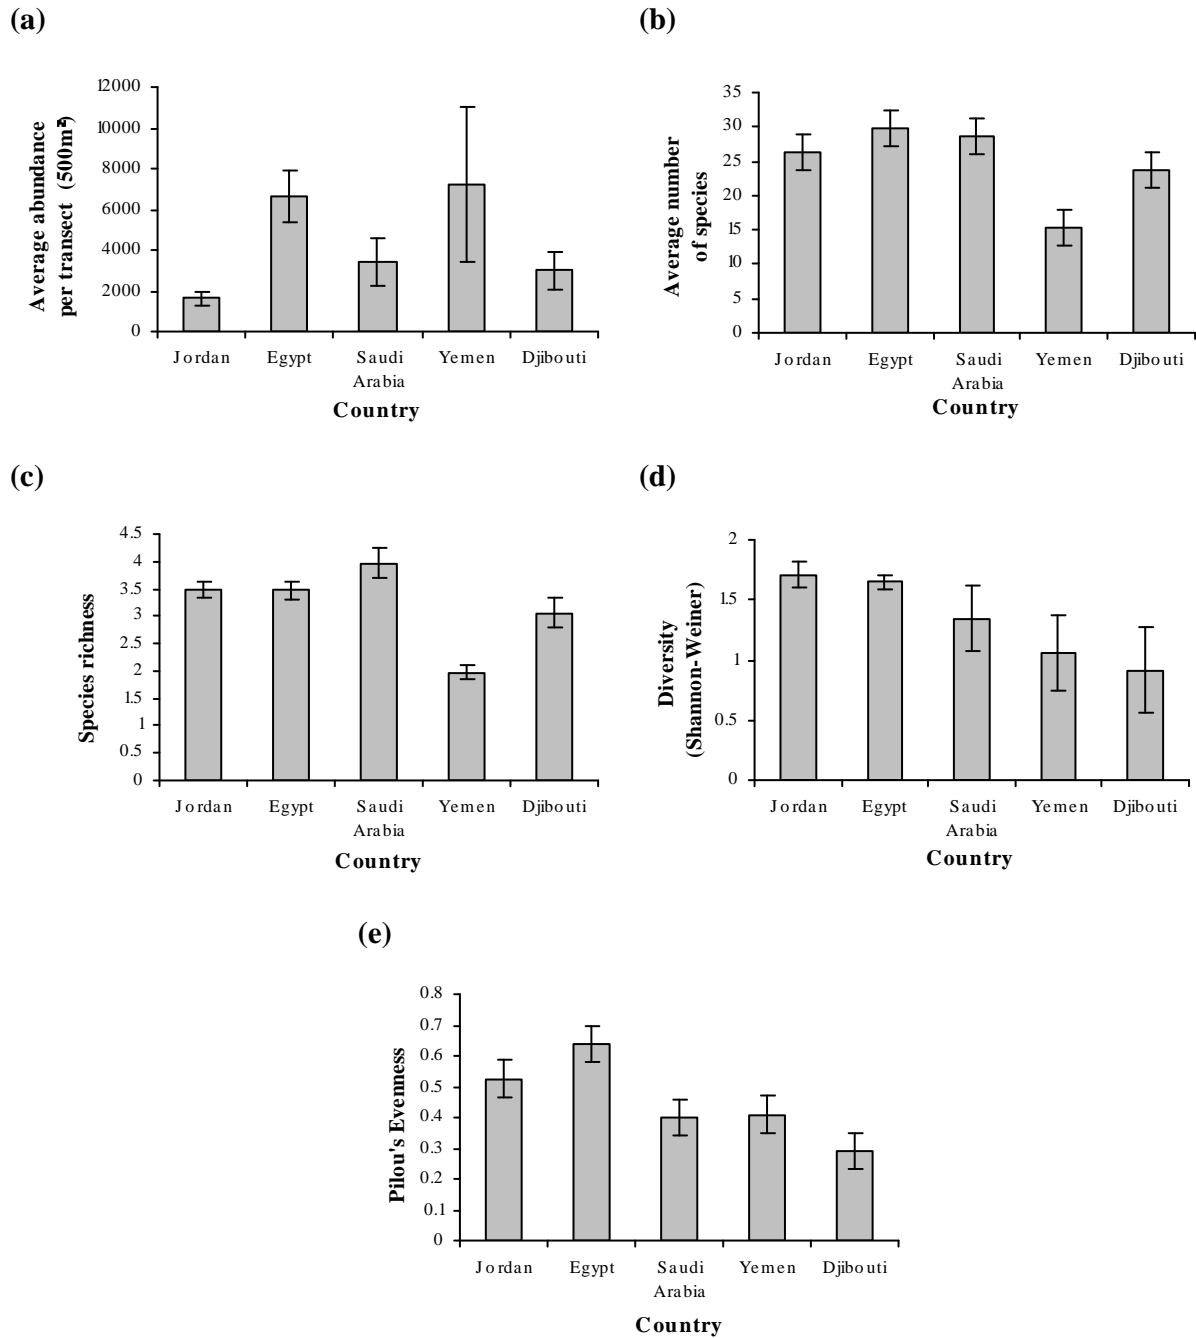 (a)
Average abundance
per transect (500m²)
12000
10000
8000
6000
4000
2000
0
Jordan Egypt Saudi Arabia Yemen Djibouti
Country
(b)
Average number
of species
35
30
25
20
15
10
5
0
Jordan Egypt Saudi Arabia Yemen Djibouti
Country
(c)
Species richness
4.5
4
3.5
3
2.5
2
1.5
1
0.5
0
Jordan Egypt Saudi Arabia Yemen Djibouti
Country
(d)
Diversity
(Shannon-Weiner)
2
1.5
1
0.5
0
Jordan Egypt Saudi Arabia Yemen Djibouti
Country
(e)
Pilou's Evenness
0.8
0.7
0.6
0.5
0.4
0.3
0.2
0.1
0
Jordan Egypt Saudi Arabia Yemen Djibouti
Country